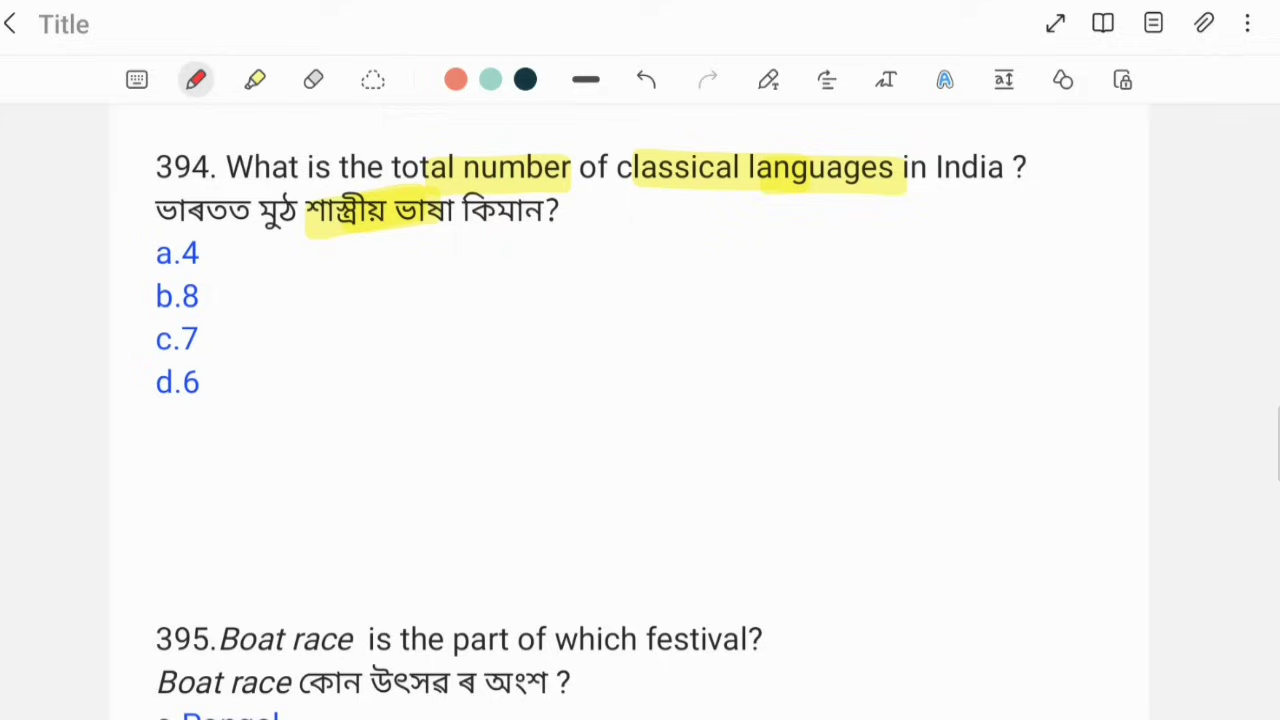 Title
394. What is the total number of classical languages in India ?
ভাৰতত মুঠ শাস্ত্ৰীয় ভাষা কিমান?
a.4
b.8
c.7
d.6
395.Boat race is the part of which festival?
Boat race কোন উৎসৱ ৰ অংশ ?